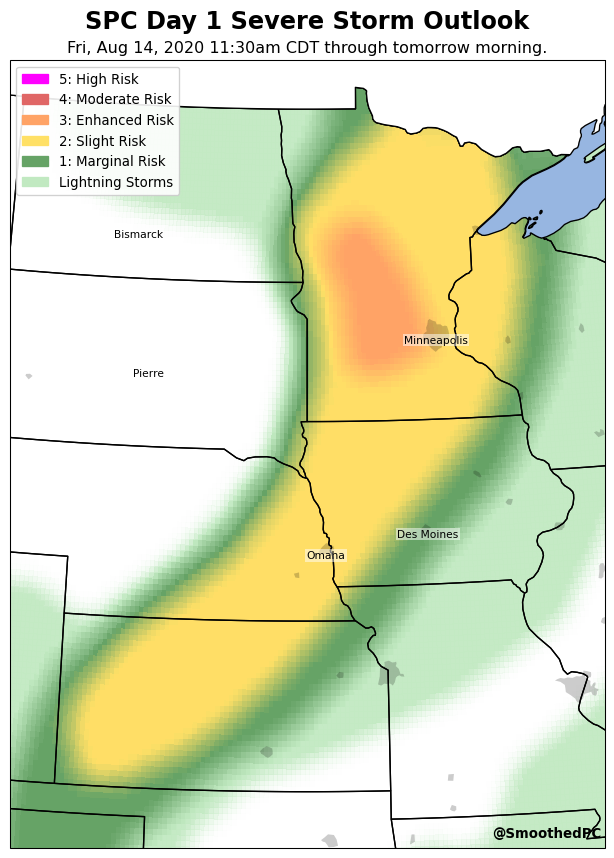 SPC Day 1 Severe Storm Outlook
Fri, Aug 14, 2020 11:30am CDT through tomorrow morning.
5: High Risk
4: Moderate Risk
3: Enhanced Risk
2: Slight Risk
1: Marginal Risk
Lightning Storms
Bismarck
Minneapolis
Pierre
Des Moines
Omaha
@SmoothedPC